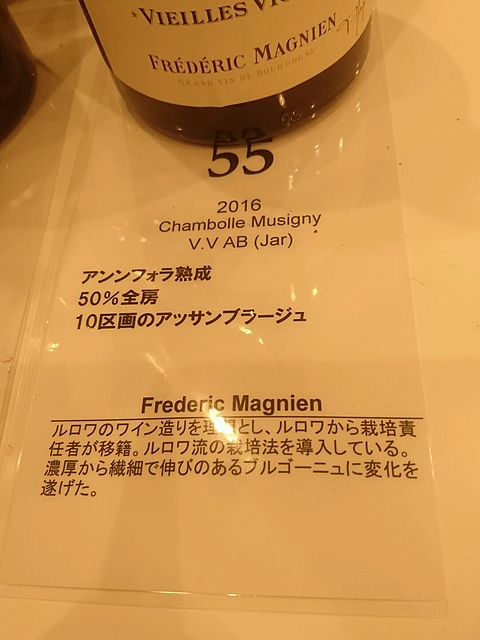 *VIEILLES VI
FRÉDÉRIC MAGNIEN
GRAND VIN DE BOURGOGNE
55
2016
Chambolle Musigny
V.V AB (Jar)
アンンフォラ熟成
50%全房
10区画のアッサンブラージュ
Frederic Magnien
ルロワのワイン造りを理想とし、ルロワから栽培責
任者が移籍。ルロワ流の栽培法を導入している。
濃厚から繊細で伸びのあるブルゴーニュに変化を
遂げた。